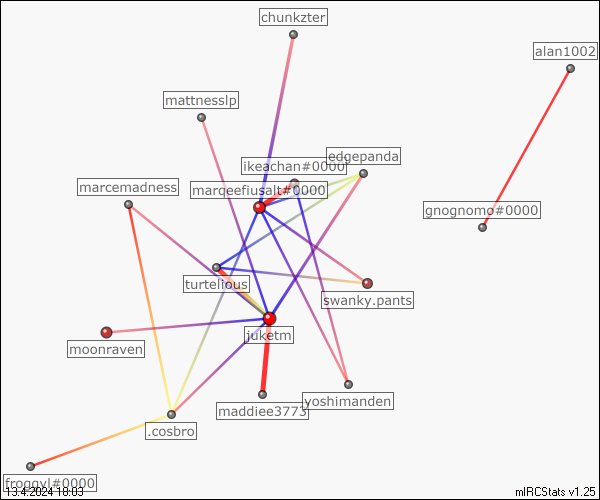 chunkzter
alan1002
mattnesslp
edgepanda
ikeachan#0000
marqeefiusalt#0000
marcemadness
gnognomo#0000
turtelious
swanky.pants
juketm
moonraven
yoshimanden
maddiee3773
.cosbro
froggyl#0000
13.4.2024 18:03
mIRCStats v1.25